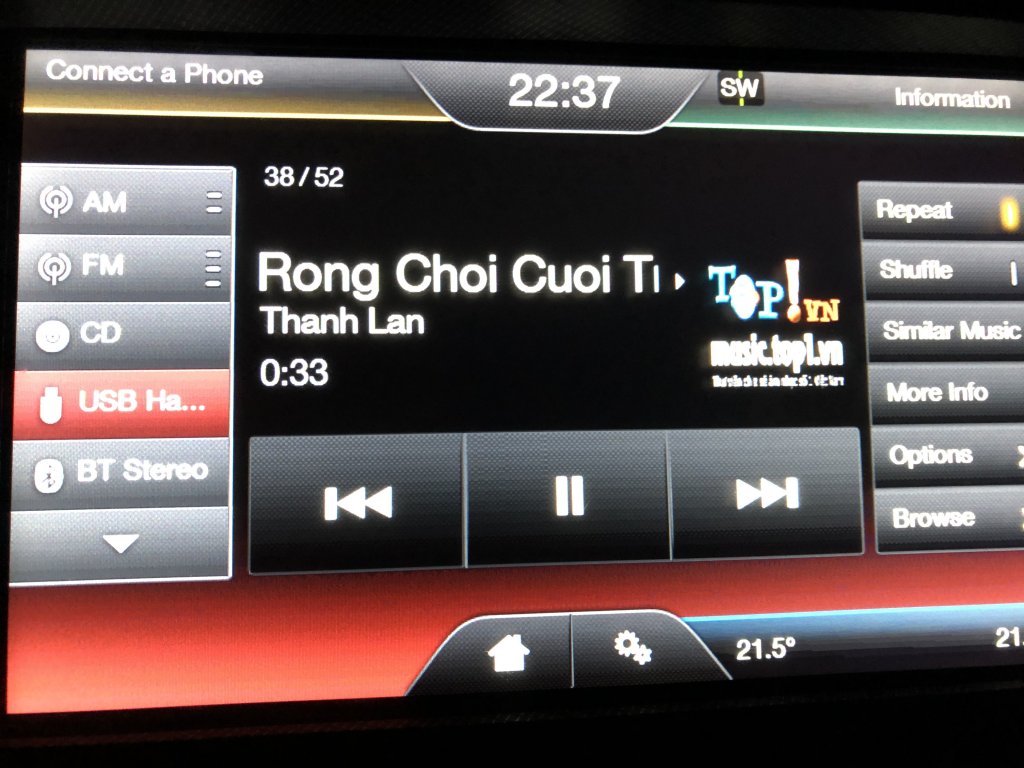 Connect a Phone
22:37
SW
Information
AM
FM
CD
USB Ha...
BT Stereo
38 / 52
Rong Choi Cuoi
Thanh Lan
0:33
TOP!.VN
music.top1.vn
Repeat
Shuffle
Similar Music
More Info
Options
Browse
21.5°
21.